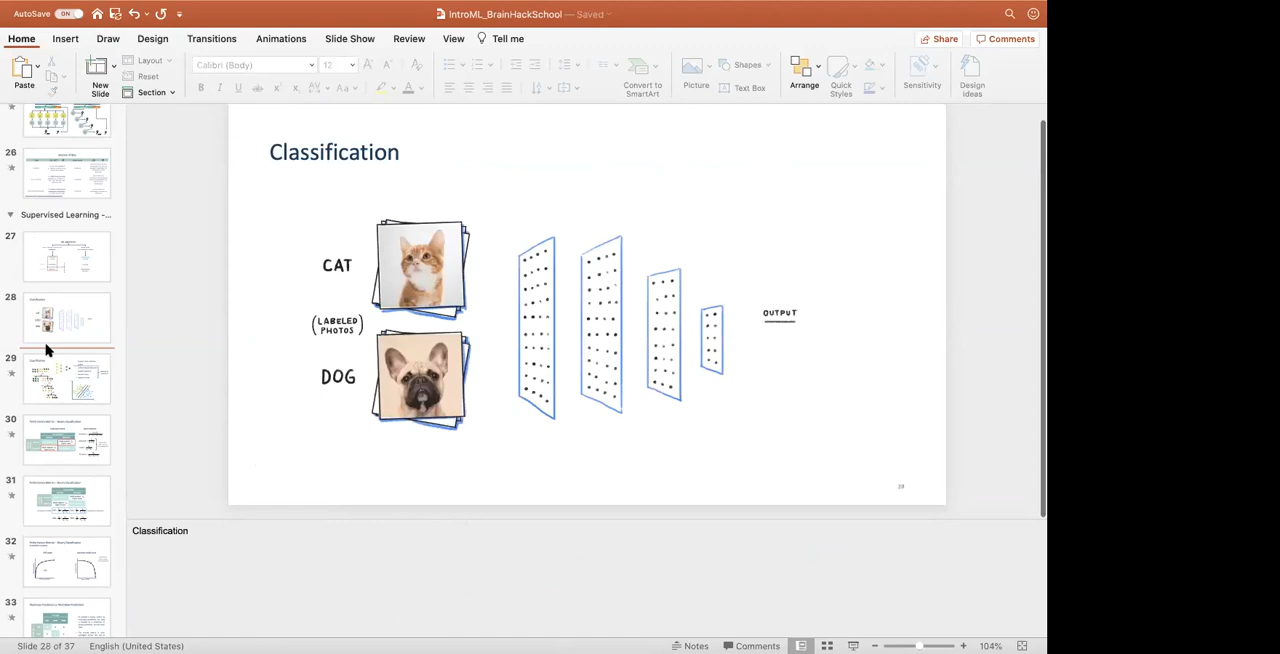 AutoSave ON
IntroML_BrainHackSchool — Saved
Home Insert Draw Design Transitions Animations Slide Show Review View Tell me Share Comments
Paste
New Slide
Layout
Reset
Section
Calibri (Body) 12
Convert to SmartArt
Picture
Shapes
Text Box
Arrange
Quick Styles
Sensitivity
Design Ideas
26
Supervised Learning -...
27
28
29
30
31
32
33
Classification
CAT
(LABELED PHOTOS)
DOG
OUTPUT
Classification
Slide 28 of 37 English (United States) Notes Comments 104%